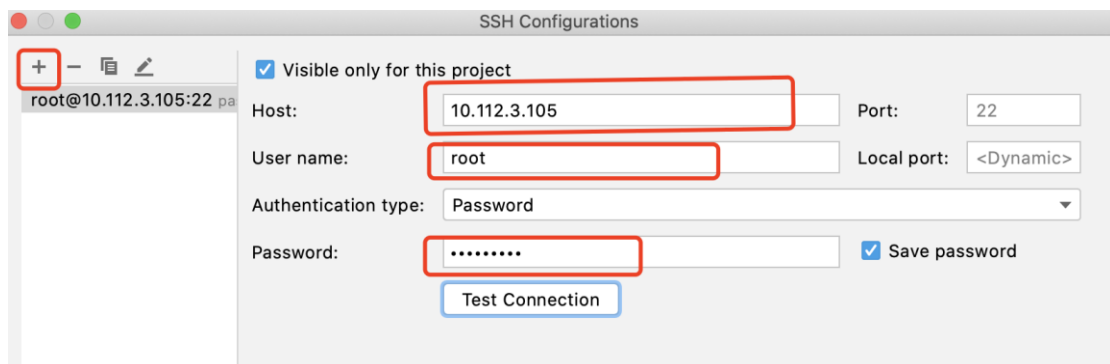 SSH Configurations
Visible only for this project
root@10.112.3.105:22 pa
Host: 10.112.3.105 Port: 22
User name: root Local port: <Dynamic>
Authentication type: Password
Password: ••••••••• Save password
Test Connection